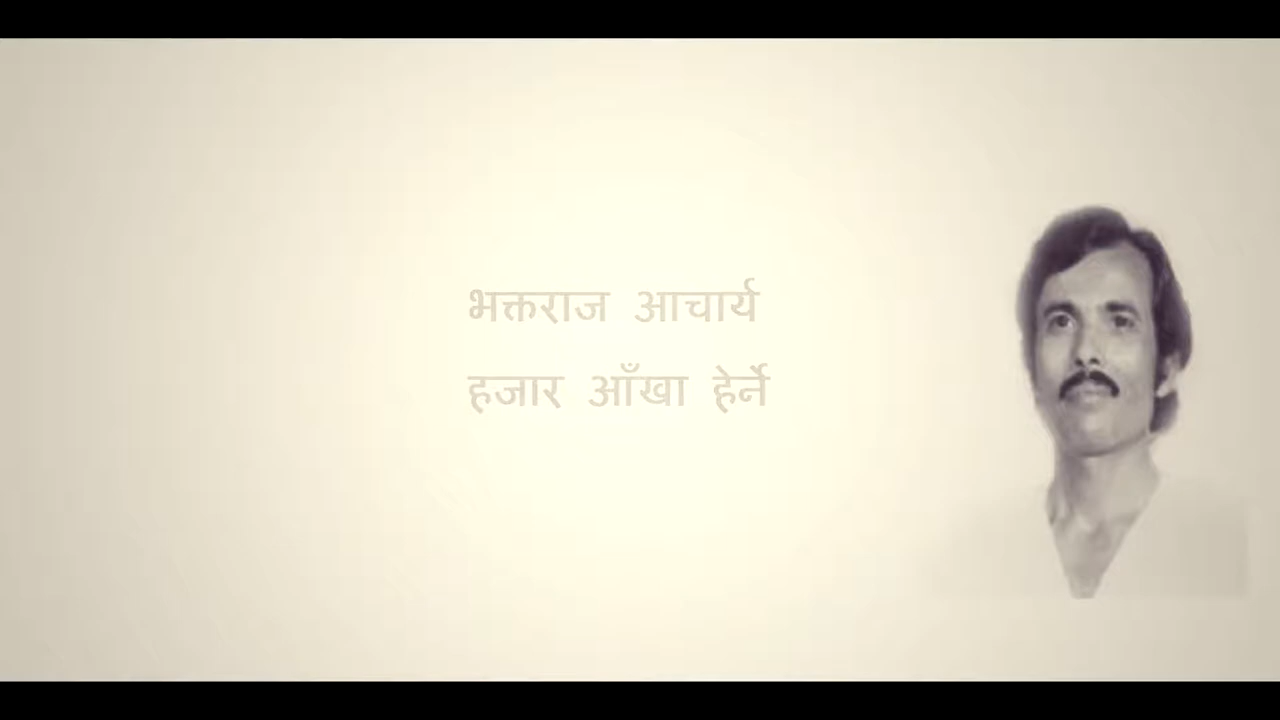 भक्तराज आचार्य
हजार आँखा हेर्ने